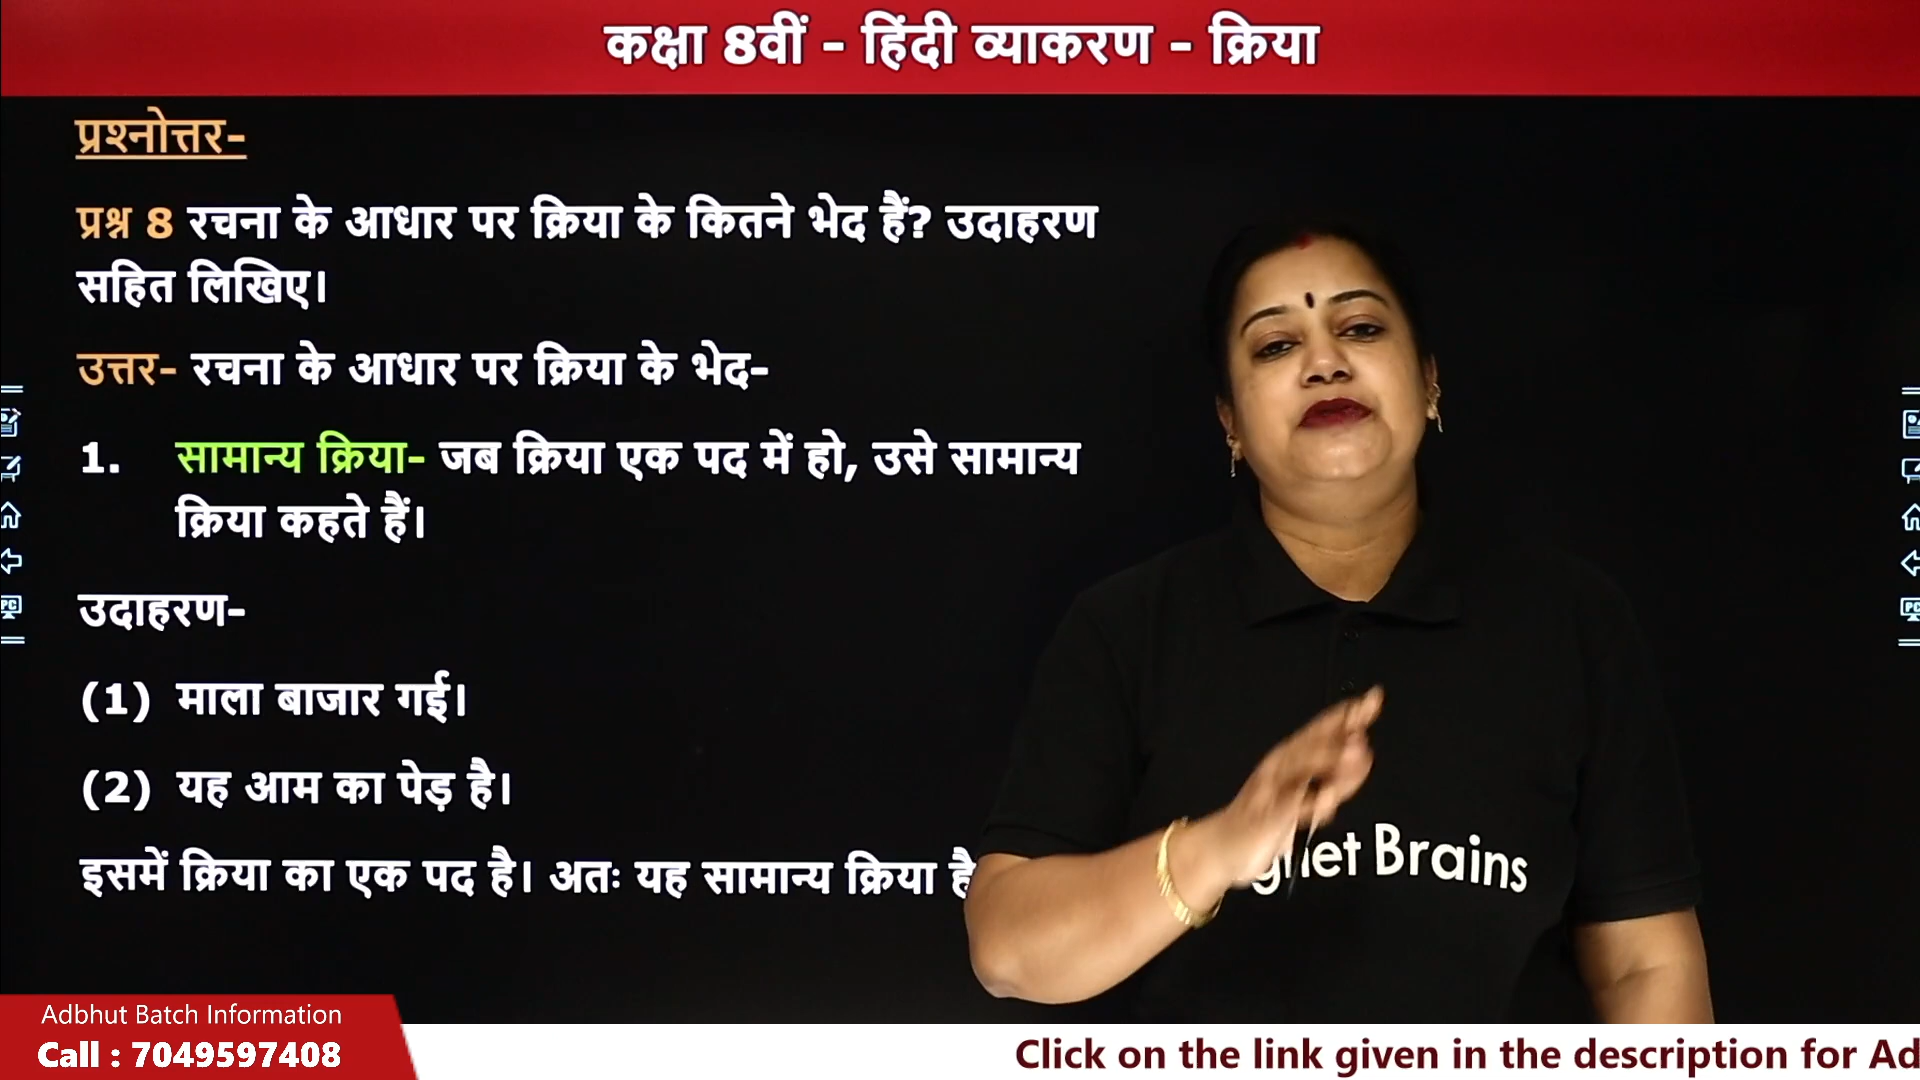 कक्षा 8वीं - हिंदी व्याकरण - क्रिया
प्रश्नोत्तर-
प्रश्न 8 रचना के आधार पर क्रिया के कितने भेद हैं? उदाहरण
सहित लिखिए।
उत्तर- रचना के आधार पर क्रिया के भेद-
1. सामान्य क्रिया- जब क्रिया एक पद में हो, उसे सामान्य
क्रिया कहते हैं।
उदाहरण-
(1) माला बाजार गई।
(2) यह आम का पेड़ है।
इसमें क्रिया का एक पद है। अतः यह सामान्य क्रिया है
Brains
Adbhut Batch Information
Call : 7049597408
Click on the link given in the description for Ad